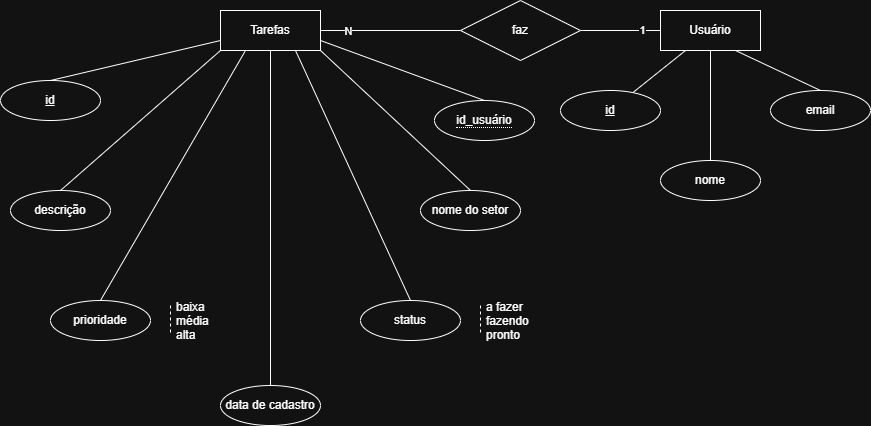 Tarefas
N
faz
1
Usuário
id
id_usuário
id
email
descrição
nome do setor
nome
prioridade
baixa
média
alta
status
a fazer
fazendo
pronto
data de cadastro